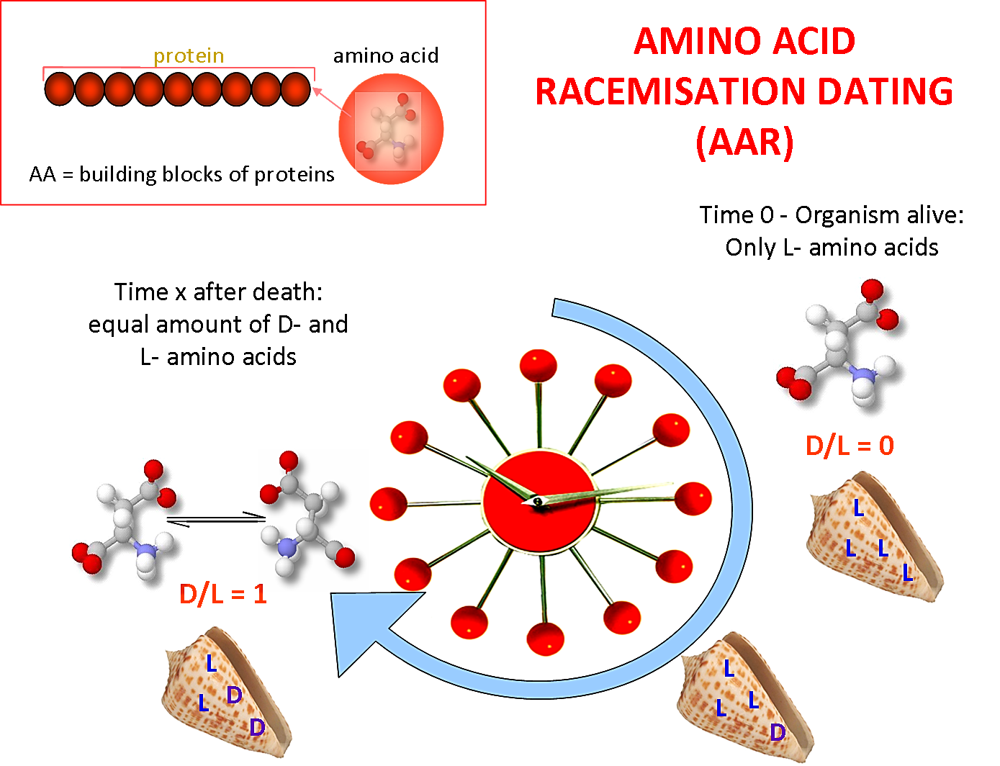 protein
amino acid
AA = building blocks of proteins
AMINO ACID
RACEMISATION DATING
(AAR)
Time 0 - Organism alive:
Only L- amino acids
D/L = 0
L
L L
L
Time x after death:
equal amount of D- and
L- amino acids
D/L = 1
L
L D
D
L
L L
D